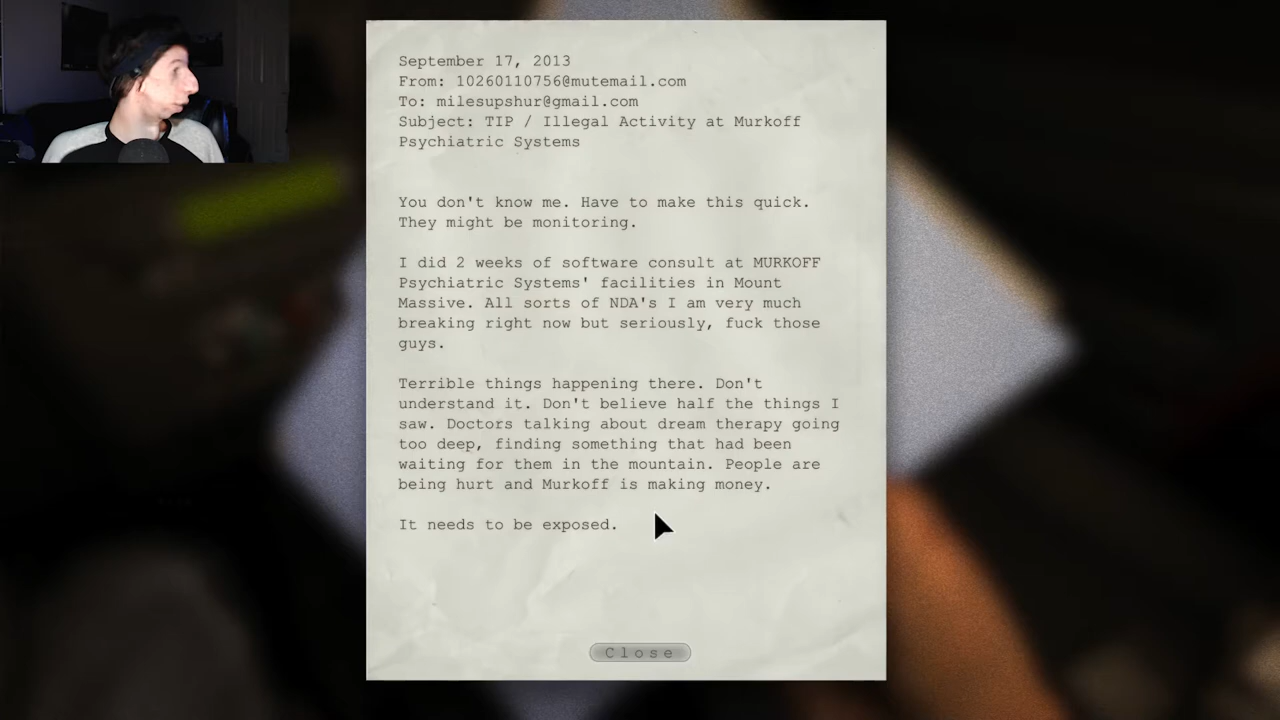 September 17, 2013
From: 10260110756@mutemail.com
To: milesupshur@gmail.com
Subject: TIP / Illegal Activity at Murkoff
Psychiatric Systems
You don't know me. Have to make this quick.
They might be monitoring.
I did 2 weeks of software consult at MURKOFF
Psychiatric Systems' facilities in Mount
Massive. All sorts of NDA's I am very much
breaking right now but seriously, fuck those
guys.
Terrible things happening there. Don't
understand it. Don't believe half the things I
saw. Doctors talking about dream therapy going
too deep, finding something that had been
waiting for them in the mountain. People are
being hurt and Murkoff is making money.
It needs to be exposed.
Close